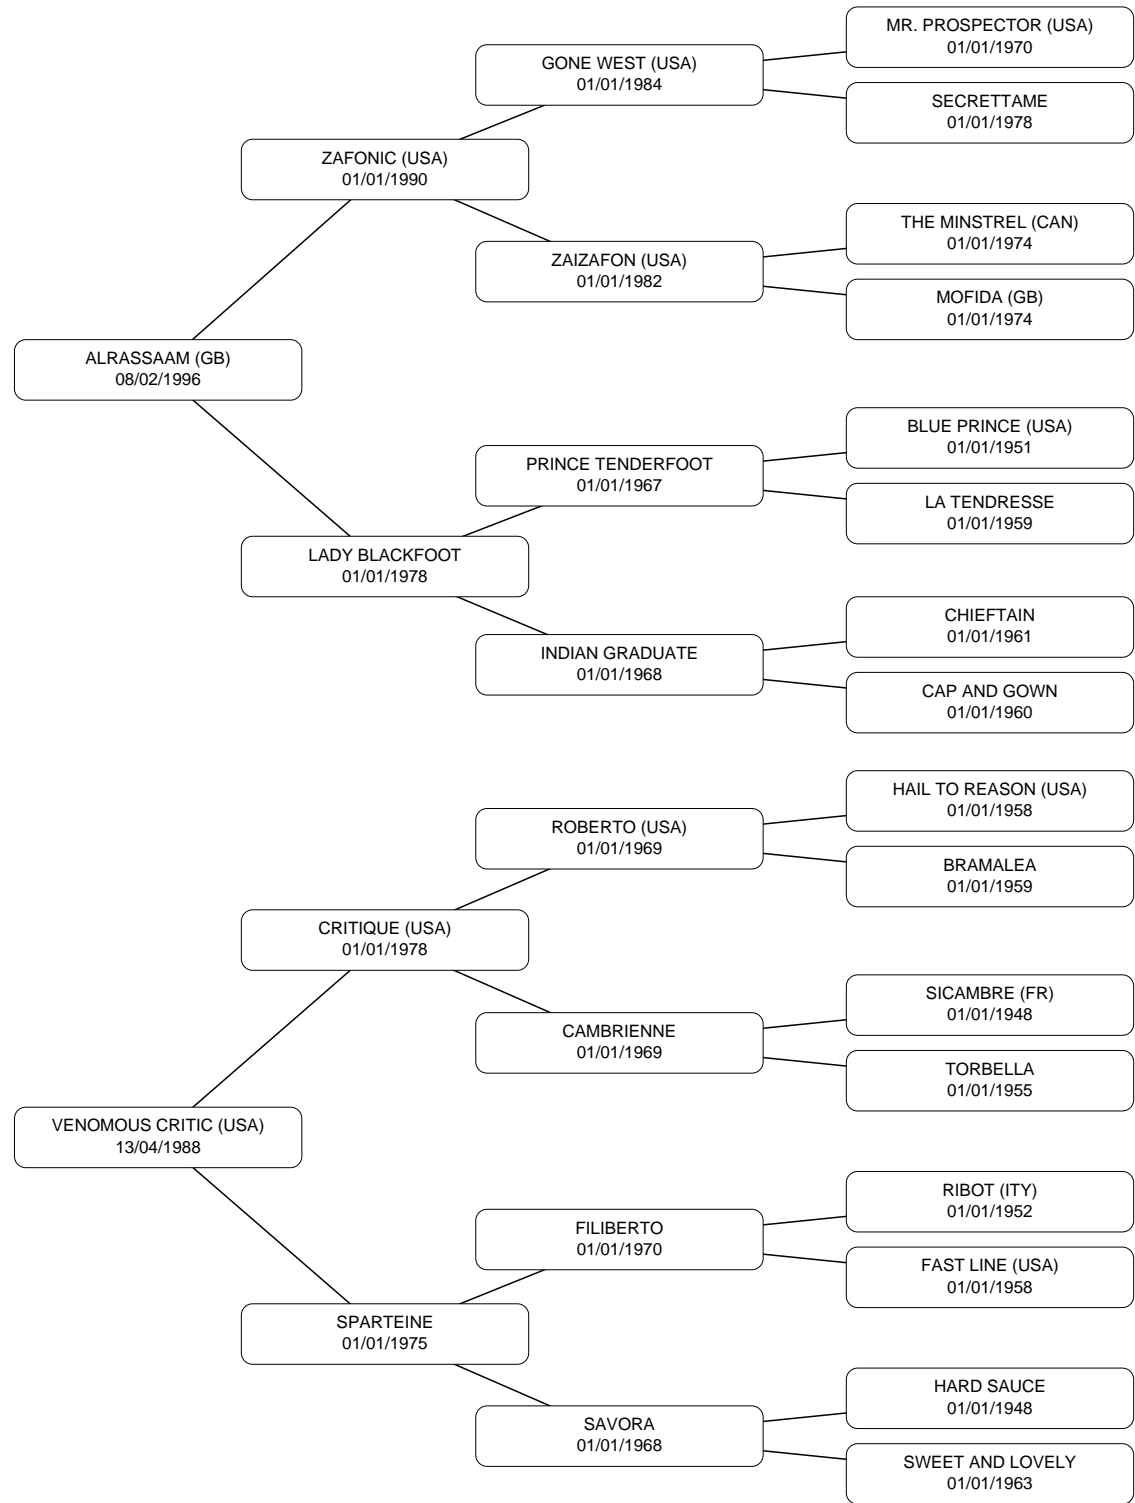 MR. PROSPECTOR (USA)
01/01/1970
GONE WEST (USA)
01/01/1984
SECRETTAME
01/01/1978
ZAFONIC (USA)
01/01/1990
THE MINSTREL (CAN)
01/01/1974
ZAIZAFON (USA)
01/01/1982
MOFIDA (GB)
01/01/1974
ALRASSAAM (GB)
08/02/1996
BLUE PRINCE (USA)
01/01/1951
PRINCE TENDERFOOT
01/01/1967
LA TENDRESSE
01/01/1959
LADY BLACKFOOT
01/01/1978
CHIEFTAIN
01/01/1961
INDIAN GRADUATE
01/01/1968
CAP AND GOWN
01/01/1960
HAIL TO REASON (USA)
01/01/1958
ROBERTO (USA)
01/01/1969
BRAMALEA
01/01/1959
CRITIQUE (USA)
01/01/1978
SICAMBRE (FR)
01/01/1948
CAMBRIENNE
01/01/1969
TORBELLA
01/01/1955
VENOMOUS CRITIC (USA)
13/04/1988
RIBOT (ITY)
01/01/1952
FILIBERTO
01/01/1970
FAST LINE (USA)
01/01/1958
SPARTEINE
01/01/1975
HARD SAUCE
01/01/1948
SAVORA
01/01/1968
SWEET AND LOVELY
01/01/1963